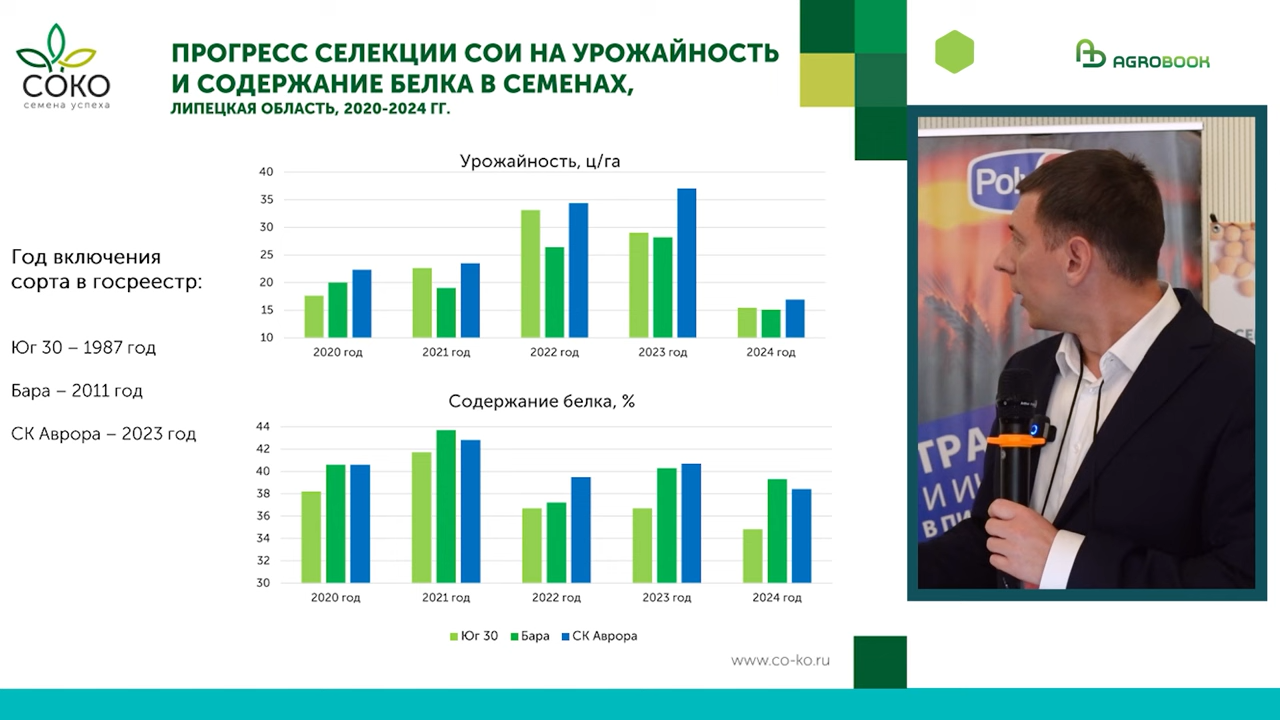 СОКО
семена успеха
ПРОГРЕСС СЕЛЕКЦИИ СОИ НА УРОЖАЙНОСТЬ
И СОДЕРЖАНИЕ БЕЛКА В СЕМЕНАХ,
ЛИПЕЦКАЯ ОБЛАСТЬ, 2020-2024 ГГ.
AGROBOOK
Год включения
сорта в госреестр:
Юг 30 – 1987 год
Бара – 2011 год
СК Аврора – 2023 год
Урожайность, ц/га
40
35
30
25
20
15
10
2020 год 2021 год 2022 год 2023 год 2024 год
Содержание белка, %
44
42
40
38
36
34
32
30
2020 год 2021 год 2022 год 2023 год 2024 год
Юг 30 Бара СК Аврора
www.co-ko.ru